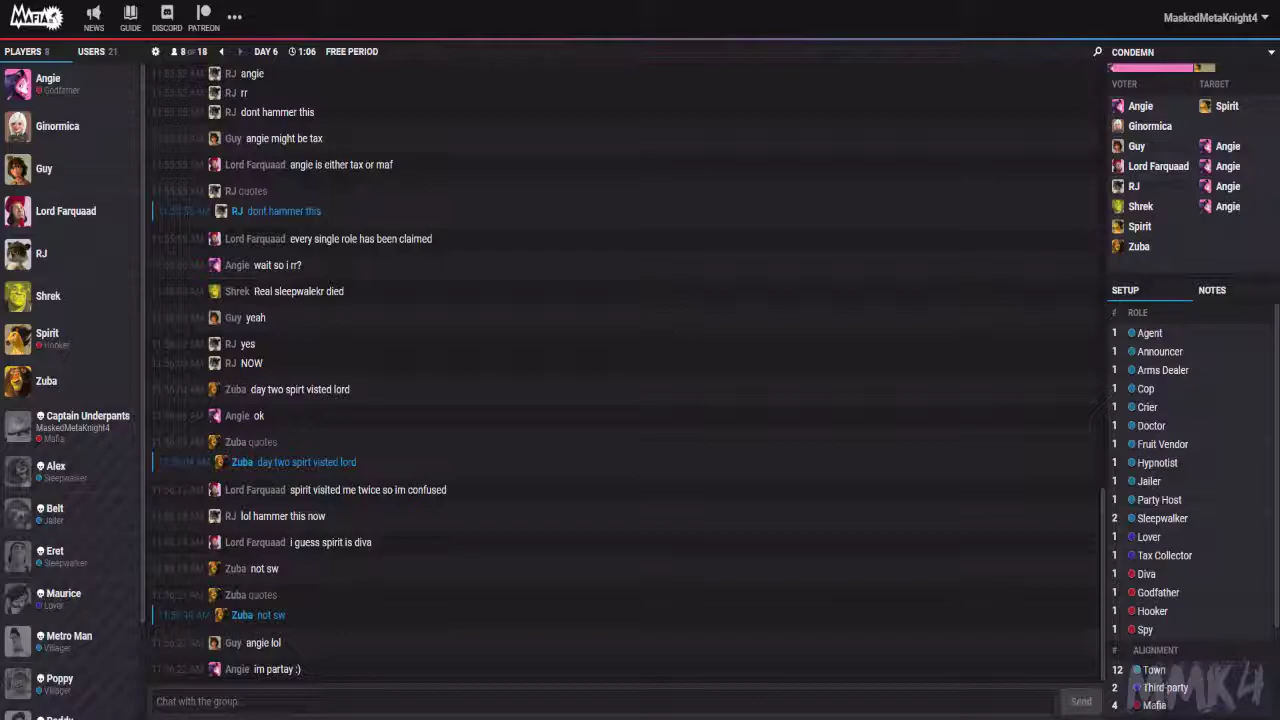 MAFIA
NEWS
GUIDE
DISCORD
PATREON
MaskedMetaKnight4
PLAYERS 8
USERS 21
8 OF 18
DAY 6
1:06
FREE PERIOD
Angie
Godfather
Ginormica
Guy
Lord Farquaad
RJ
Shrek
Spirit
Hooker
Zuba
Captain Underpants
MaskedMetaKnight4
Mafia
Alex
Sleepwalker
Belt
Jailer
Eret
Sleepwalker
Maurice
Lover
Metro Man
Villager
Poppy
Villager
RJ angie
RJ rr
RJ dont hammer this
Guy angie might be tax
Lord Farquaad angie is either tax or maf
RJ quotes
RJ dont hammer this
Lord Farquaad every single role has been claimed
Angie wait so i rr?
Shrek Real sleepwalekr died
Guy yeah
RJ yes
RJ NOW
Zuba day two spirt visted lord
Angie ok
Zuba quotes
Zuba day two spirt visted lord
Lord Farquaad spirit visited me twice so im confused
RJ lol hammer this now
Lord Farquaad i guess spirit is diva
Zuba not sw
Zuba quotes
Zuba not sw
Guy angie lol
Angie im partay :)
Chat with the group...
Send
CONDEMN
VOTER TARGET
Angie Spirit
Ginormica
Guy Angie
Lord Farquaad Angie
RJ Angie
Shrek Angie
Spirit
Zuba
SETUP NOTES
# ROLE
1 Agent
1 Announcer
1 Arms Dealer
1 Cop
1 Crier
1 Doctor
1 Fruit Vendor
1 Hypnotist
1 Jailer
1 Party Host
2 Sleepwalker
1 Lover
1 Tax Collector
1 Diva
1 Godfather
1 Hooker
1 Spy
# ALIGNMENT
12 Town
2 Third-party
4 Mafia
MMK4